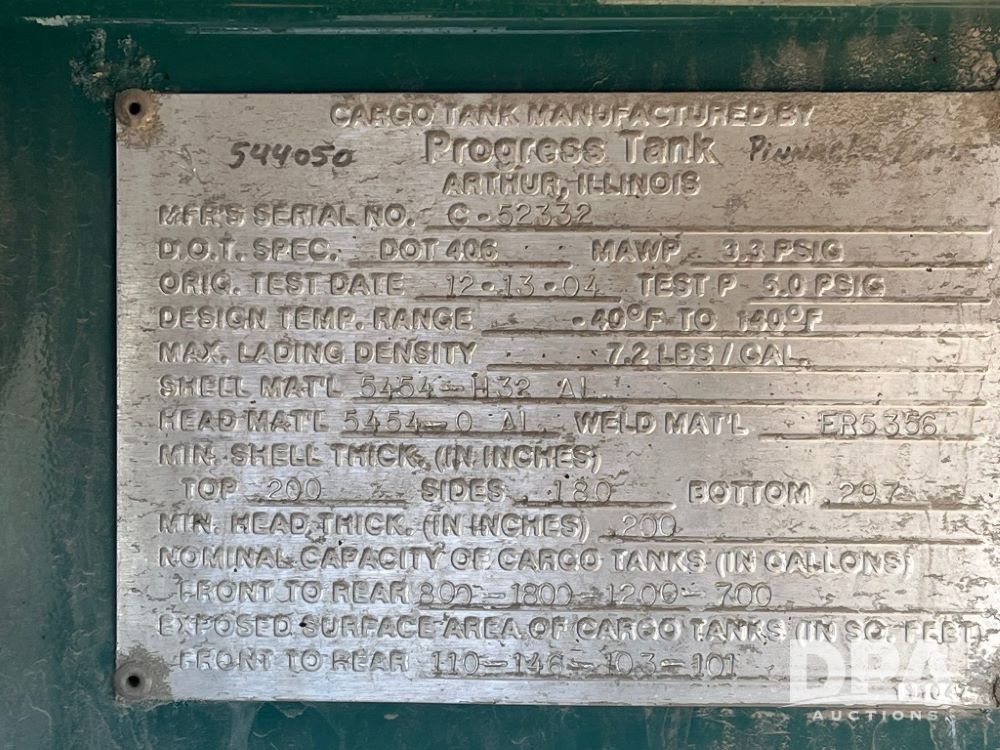 CARGO TANK MANUFACTURED BY
544050 Progress Tank
ARTHUR, ILLINOIS
MFR'S SERIAL NO. C-52332
D.O.T. SPEC. DOT 406 MAWP 3.3 PSIG
ORIG. TEST DATE 12-13-04 TEST P 5.0 PSIG
DESIGN TEMP. RANGE -40°F TO 140°F
MAX. LADING DENSITY 7.2 LBS / GAL.
SHELL MAT'L 5454-H32 AL.
HEAD MAT'L 5454-0 AL. WELD MAT'L ER5356
MIN. SHELL THICK. (IN INCHES)
TOP .200 SIDES .180 BOTTOM .297
MIN. HEAD THICK. (IN INCHES) .200
NOMINAL CAPACITY OF CARGO TANKS (IN GALLONS)
FRONT TO REAR 800-1800-1200-700
EXPOSED SURFACE AREA OF CARGO TANKS (IN SQ. FEET)
FRONT TO REAR 110-146-103-101
DPA
AUCTIONS